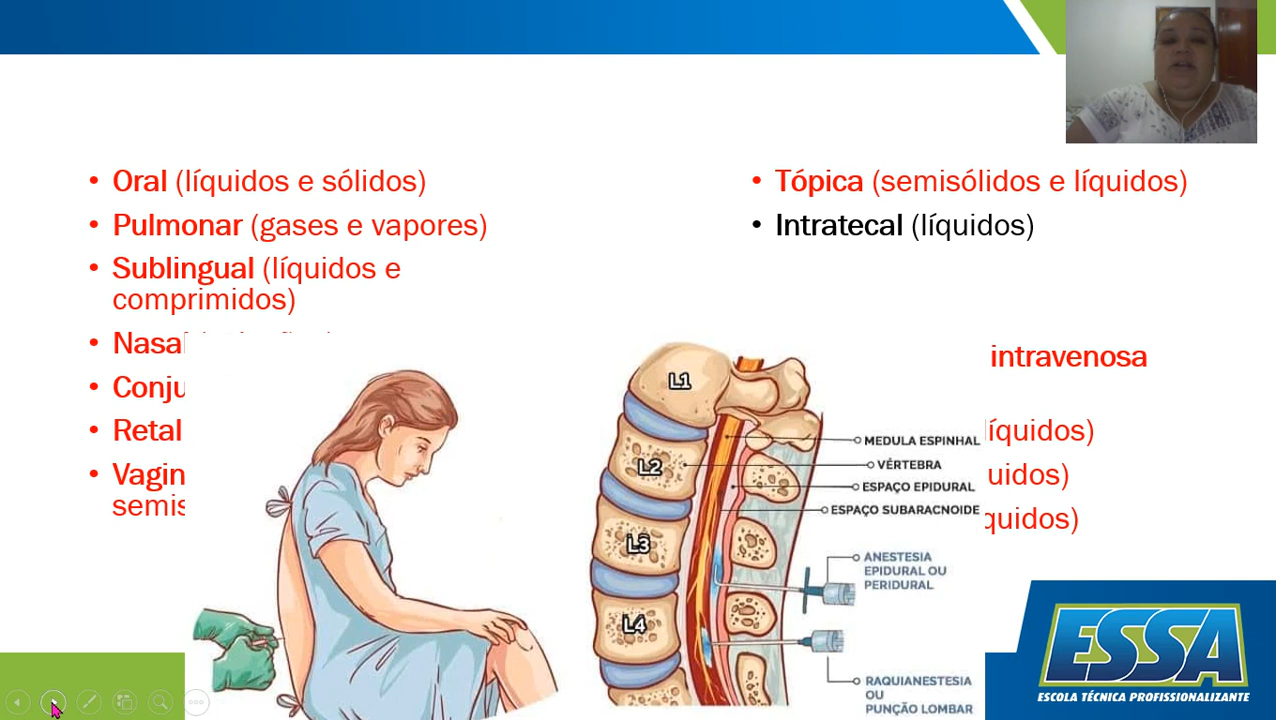 Oral (líquidos e sólidos)
Pulmonar (gases e vapores)
Sublingual (líquidos e
comprimidos)
Nasal
Conju
Retal
Vagin
semis
Tópica (semisólidos e líquidos)
Intratecal (líquidos)
intravenosa
líquidos)
uidos)
quidos)
L1
L2
L3
L4
MEDULA ESPINHAL
VÉRTEBRA
ESPAÇO EPIDURAL
ESPAÇO SUBARACNOIDE
ANESTESIA
EPIDURAL OU
PERIDURAL
RAQUIANESTESIA
OU
PUNÇÃO LOMBAR
ESSA
ESCOLA TÉCNICA PROFISSIONALIZANTE